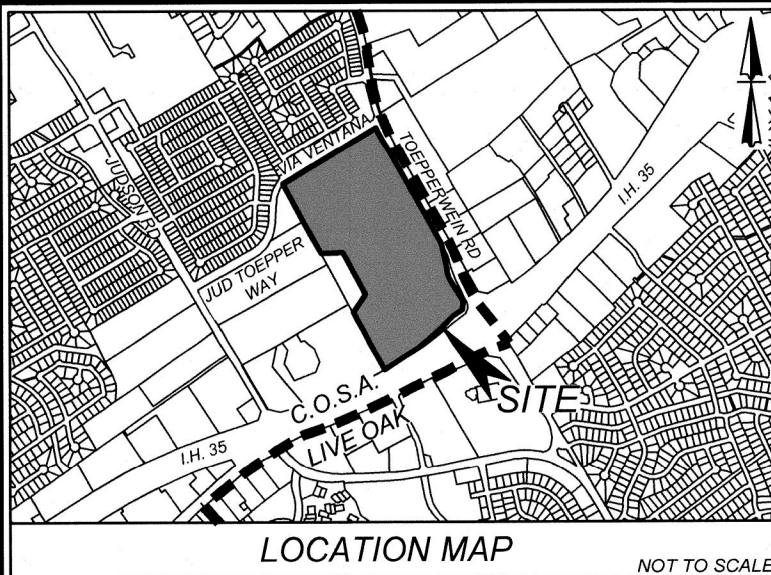 VIA VENTANA
TOEPPERWEIN RD
JUDSON RD
I.H. 35
JUD TOEPPER
WAY
C.O.S.A.
SITE
LIVE OAK
I.H. 35
LOCATION MAP
NOT TO SCALE